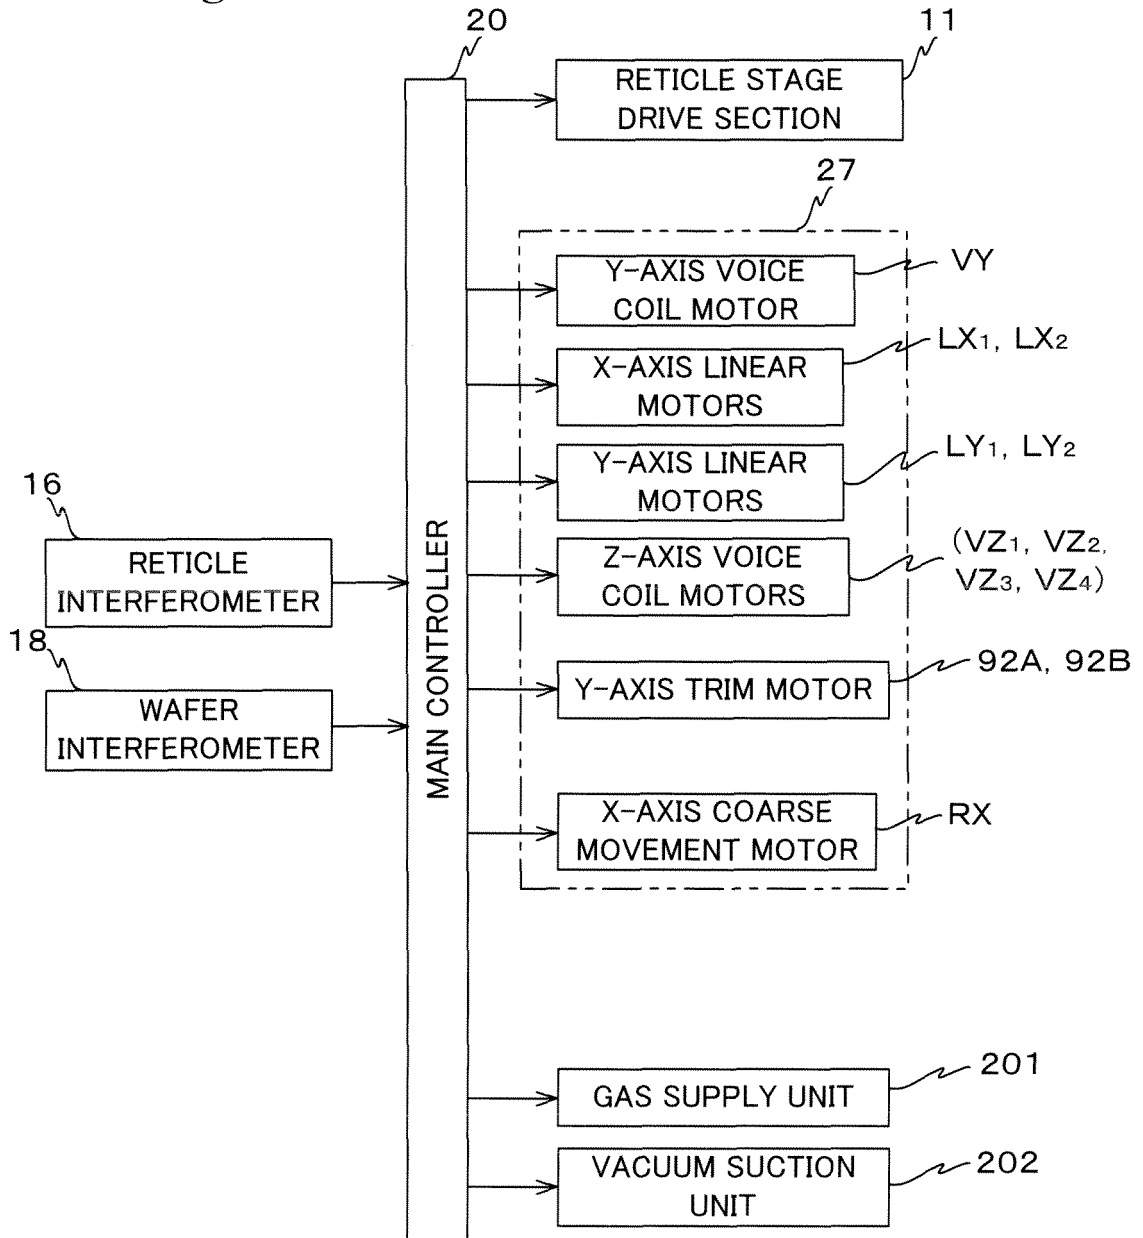 20
11
RETICLE STAGE
DRIVE SECTION
27
Y-AXIS VOICE
COIL MOTOR
VY
X-AXIS LINEAR
MOTORS
LX1, LX2
Y-AXIS LINEAR
MOTORS
LY1, LY2
16
RETICLE
INTERFEROMETER
Z-AXIS VOICE
COIL MOTORS
(VZ1, VZ2,
VZ3, VZ4)
18
WAFER
INTERFEROMETER
MAIN CONTROLLER
Y-AXIS TRIM MOTOR
92A, 92B
X-AXIS COARSE
MOVEMENT MOTOR
RX
GAS SUPPLY UNIT
201
VACUUM SUCTION
UNIT
202